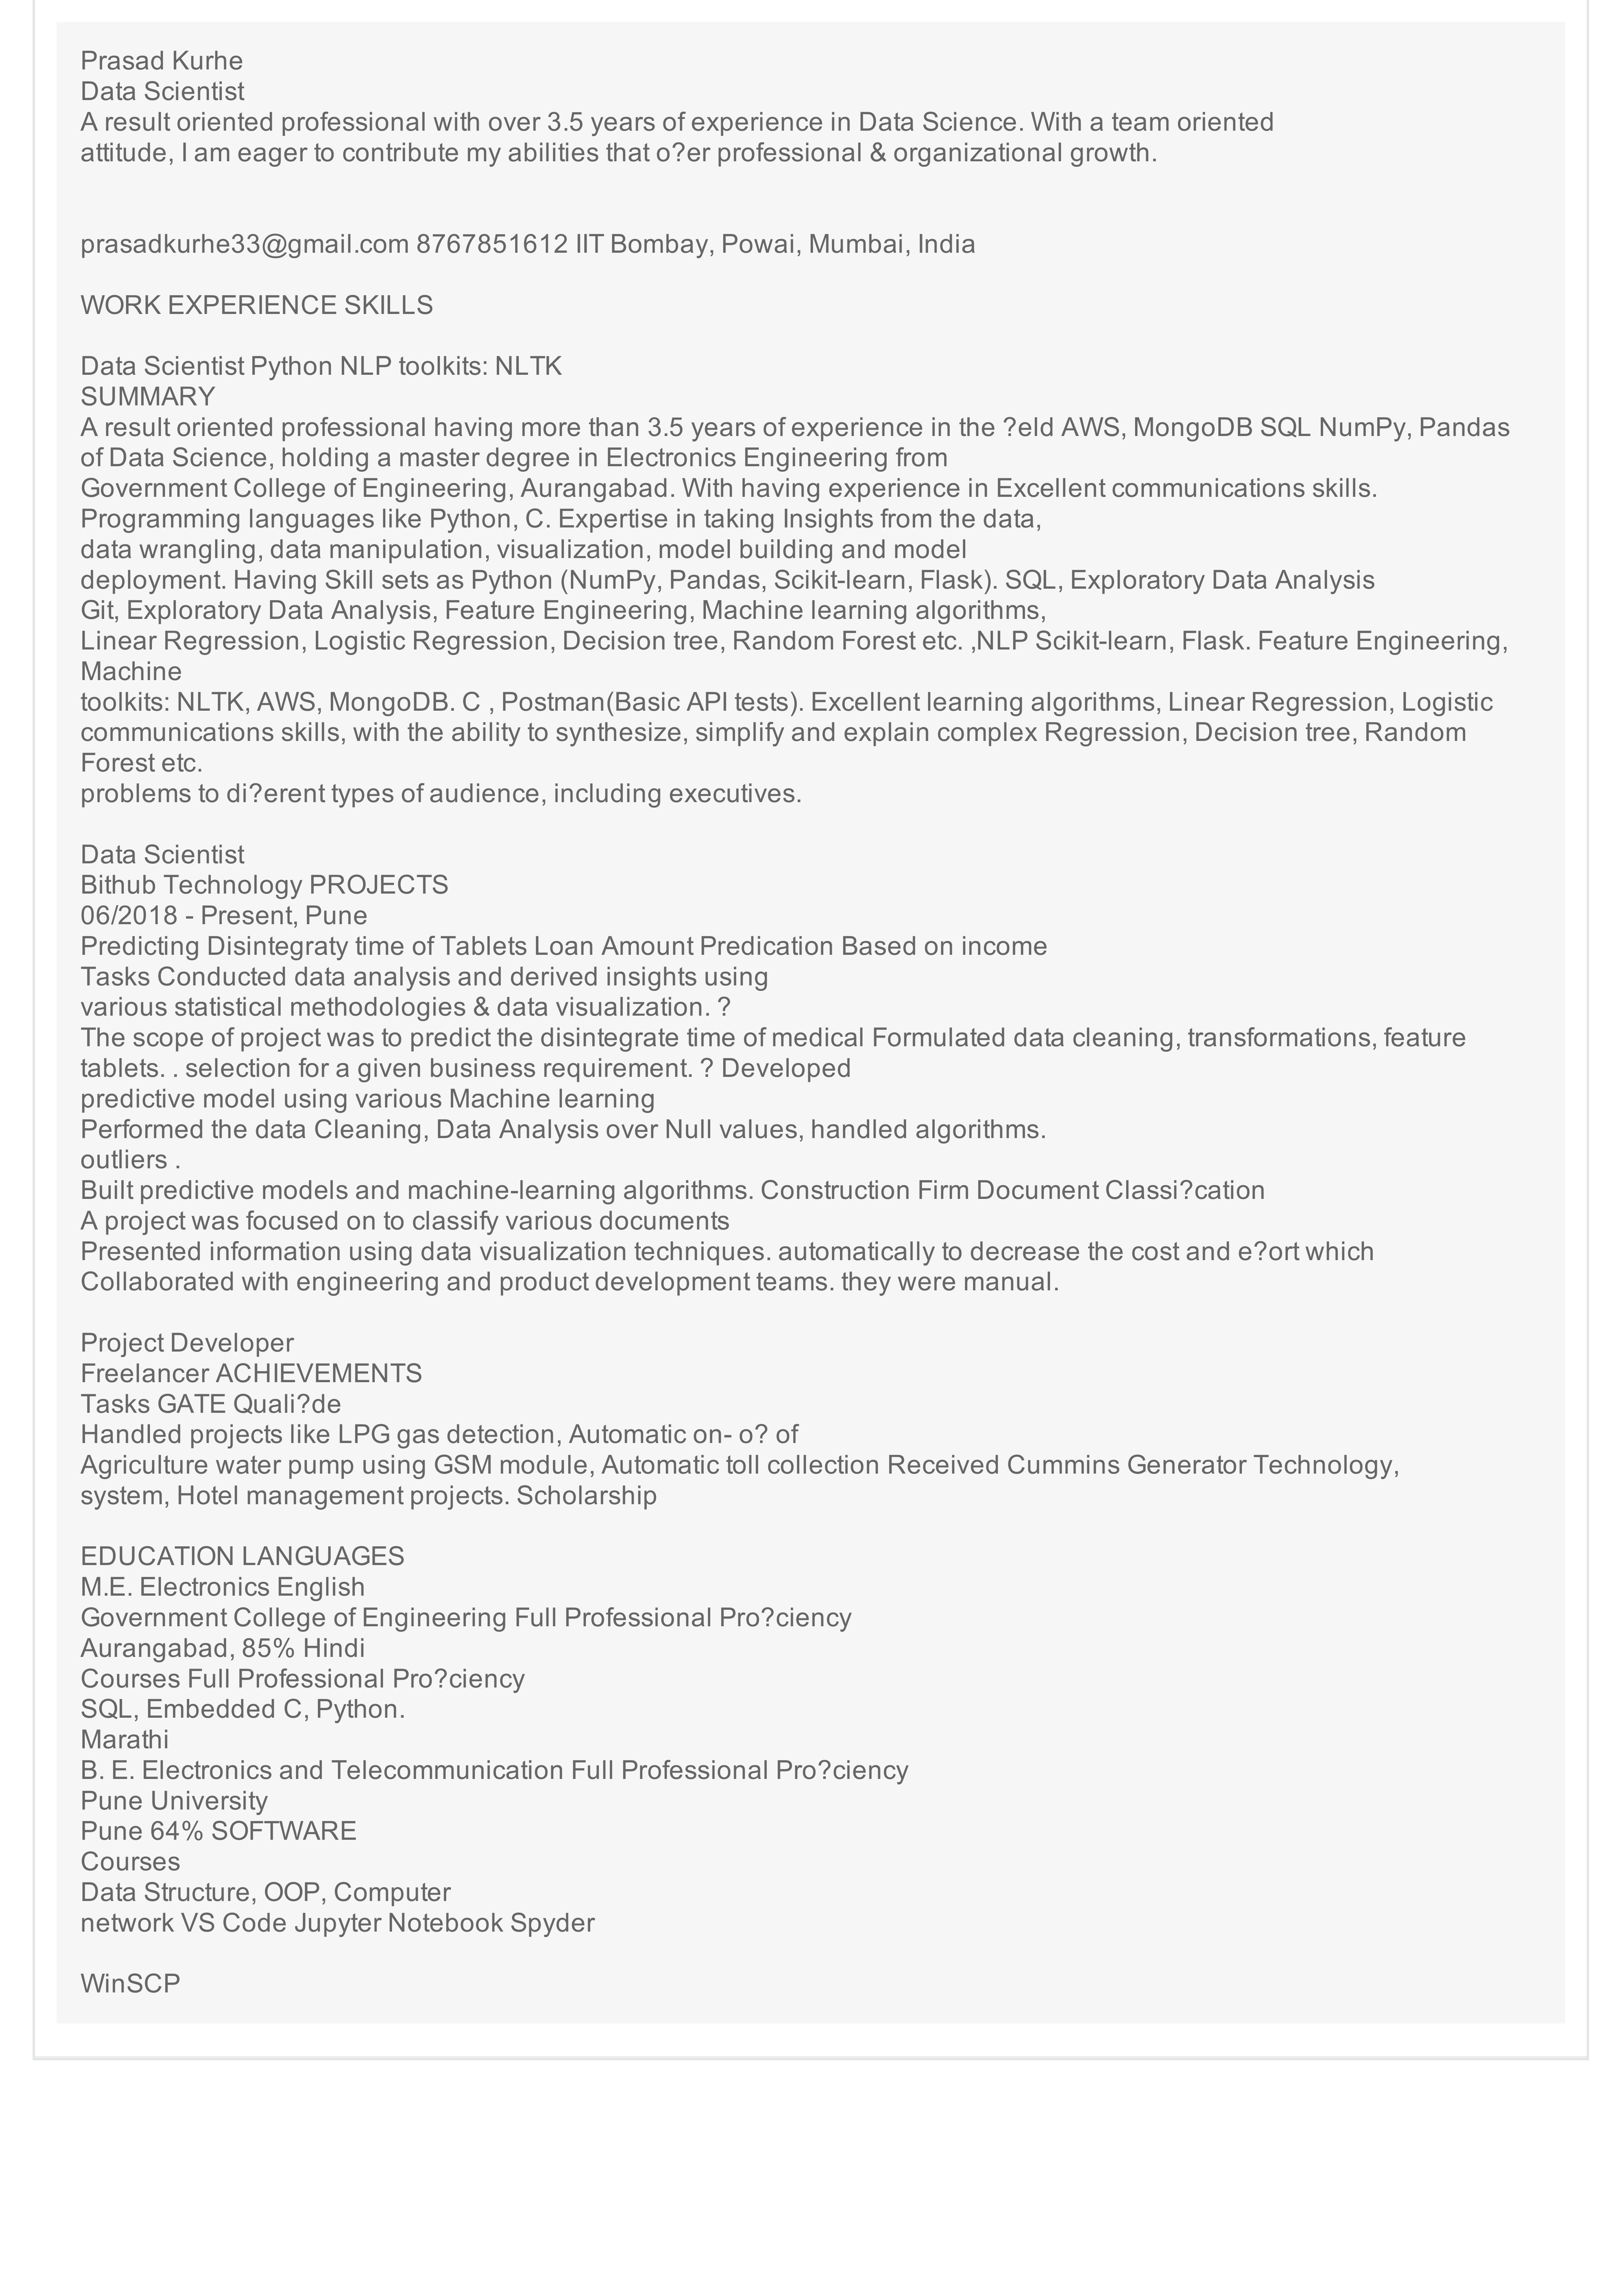 Prasad Kurhe
Data Scientist
A result oriented professional with over 3.5 years of experience in Data Science. With a team oriented
attitude, I am eager to contribute my abilities that o?er professional & organizational growth.
prasadkurhe33@gmail.com 8767851612 IIT Bombay, Powai, Mumbai, India
WORK EXPERIENCE SKILLS
Data Scientist Python NLP toolkits: NLTK
SUMMARY
A result oriented professional having more than 3.5 years of experience in the ?eld AWS, MongoDB SQL NumPy, Pandas
of Data Science, holding a master degree in Electronics Engineering from
Government College of Engineering, Aurangabad. With having experience in Excellent communications skills.
Programming languages like Python, C. Expertise in taking Insights from the data,
data wrangling, data manipulation, visualization, model building and model
deployment. Having Skill sets as Python (NumPy, Pandas, Scikit-learn, Flask). SQL, Exploratory Data Analysis
Git, Exploratory Data Analysis, Feature Engineering, Machine learning algorithms,
Linear Regression, Logistic Regression, Decision tree, Random Forest etc. ,NLP Scikit-learn, Flask. Feature Engineering,
Machine
toolkits: NLTK, AWS, MongoDB. C , Postman(Basic API tests). Excellent learning algorithms, Linear Regression, Logistic
communications skills, with the ability to synthesize, simplify and explain complex Regression, Decision tree, Random
Forest etc.
problems to di?erent types of audience, including executives.
Data Scientist
Bithub Technology PROJECTS
06/2018 - Present, Pune
Predicting Disintegraty time of Tablets Loan Amount Predication Based on income
Tasks Conducted data analysis and derived insights using
various statistical methodologies & data visualization. ?
The scope of project was to predict the disintegrate time of medical Formulated data cleaning, transformations, feature
tablets. . selection for a given business requirement. ? Developed
predictive model using various Machine learning
Performed the data Cleaning, Data Analysis over Null values, handled algorithms.
outliers .
Built predictive models and machine-learning algorithms. Construction Firm Document Classi?cation
A project was focused on to classify various documents
Presented information using data visualization techniques. automatically to decrease the cost and e?ort which
Collaborated with engineering and product development teams. they were manual.
Project Developer
Freelancer ACHIEVEMENTS
Tasks GATE Quali?de
Handled projects like LPG gas detection, Automatic on- o? of
Agriculture water pump using GSM module, Automatic toll collection Received Cummins Generator Technology,
system, Hotel management projects. Scholarship
EDUCATION LANGUAGES
M.E. Electronics English
Government College of Engineering Full Professional Pro?ciency
Aurangabad, 85% Hindi
Courses Full Professional Pro?ciency
SQL, Embedded C, Python.
Marathi
B. E. Electronics and Telecommunication Full Professional Pro?ciency
Pune University
Pune 64% SOFTWARE
Courses
Data Structure, OOP, Computer
network VS Code Jupyter Notebook Spyder
WinSCP